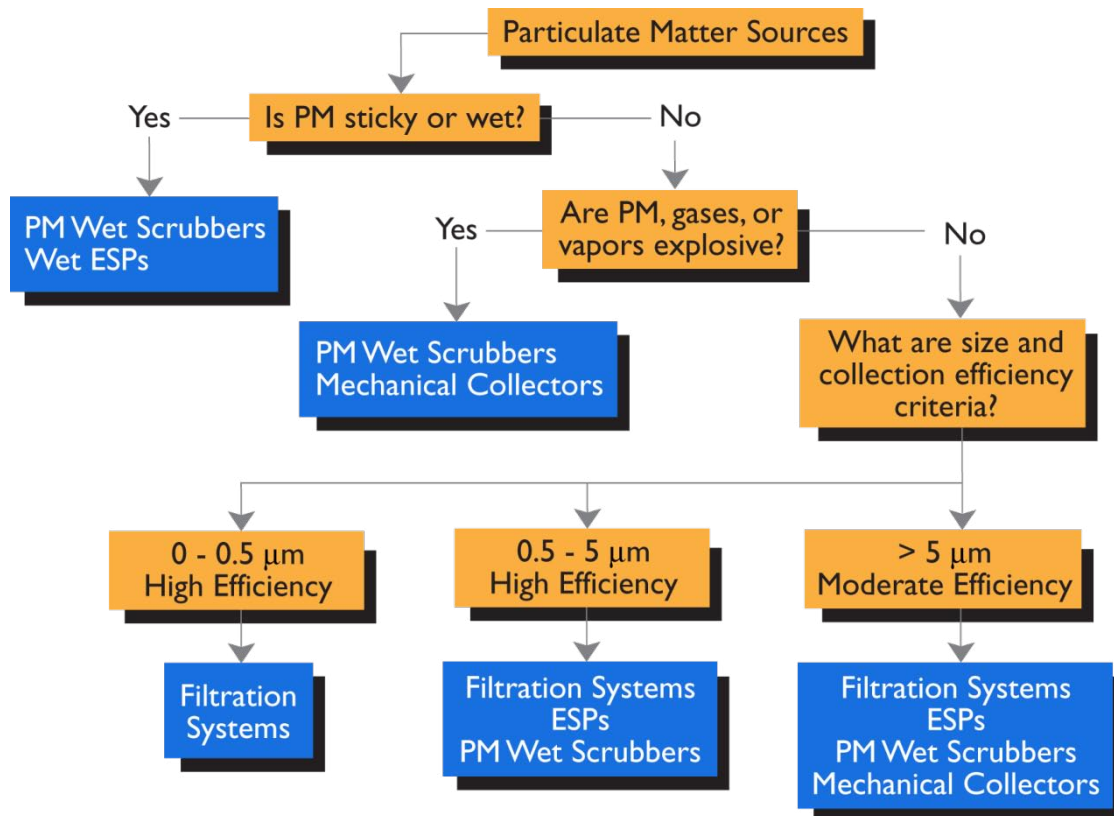 Particulate Matter Sources
Yes
Is PM sticky or wet?
No
PM Wet Scrubbers
Wet ESPs
Yes
Are PM, gases, or
vapors explosive?
No
PM Wet Scrubbers
Mechanical Collectors
What are size and
collection efficiency
criteria?
0 - 0.5 μm
High Efficiency
0.5 - 5 μm
High Efficiency
> 5 μm
Moderate Efficiency
Filtration
Systems
Filtration Systems
ESPs
PM Wet Scrubbers
Filtration Systems
ESPs
PM Wet Scrubbers
Mechanical Collectors